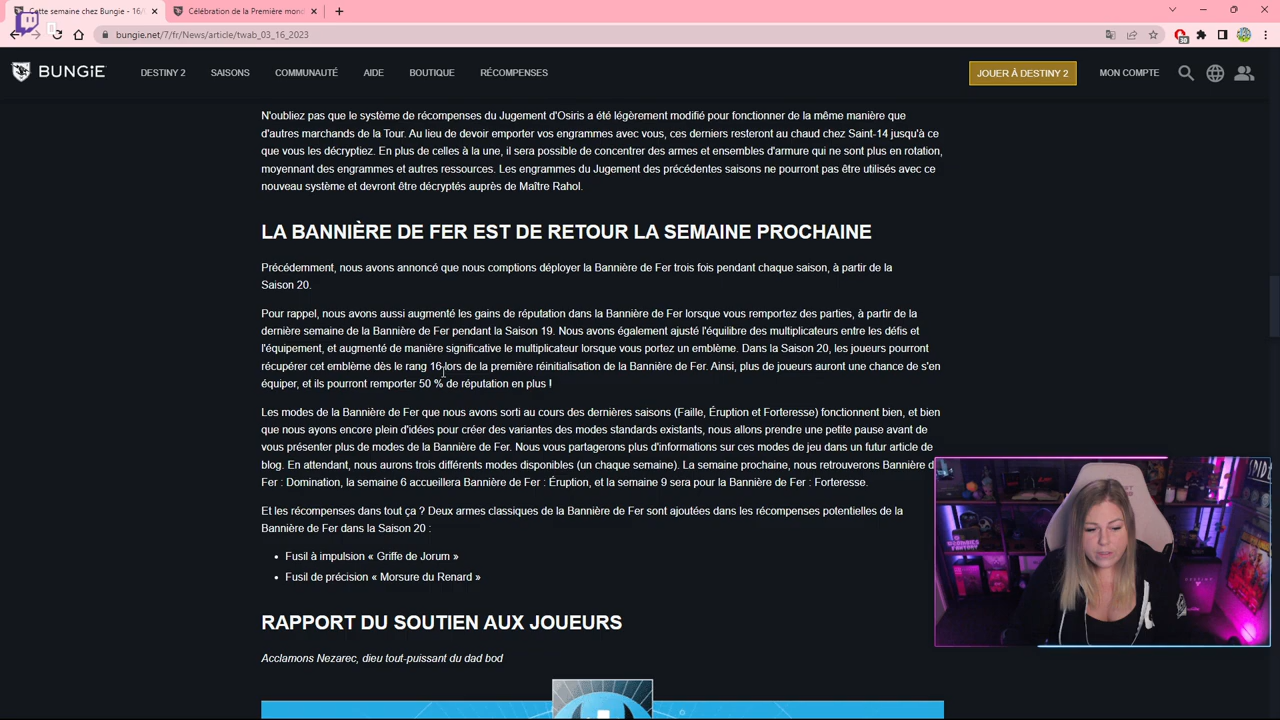 Cette semaine chez Bungie - 16/
Célébration de la Première mond
bungie.net/7/fr/News/article/twab_03_16_2023
38
BUNGiE
DESTINY 2
SAISONS
COMMUNAUTÉ
AIDE
BOUTIQUE
RÉCOMPENSES
JOUER À DESTINY 2
MON COMPTE
N'oubliez pas que le système de récompenses du Jugement d'Osiris a été légèrement modifié pour fonctionner de la même manière que
d'autres marchands de la Tour. Au lieu de devoir emporter vos engrammes avec vous, ces derniers resteront au chaud chez Saint-14 jusqu'à ce
que vous les décryptiez. En plus de celles à la une, il sera possible de concentrer des armes et ensembles d'armure qui ne sont plus en rotation,
moyennant des engrammes et autres ressources. Les engrammes du Jugement des précédentes saisons ne pourront pas être utilisés avec ce
nouveau système et devront être décryptés auprès de Maître Rahol.
LA BANNIÈRE DE FER EST DE RETOUR LA SEMAINE PROCHAINE
Précédemment, nous avons annoncé que nous comptions déployer la Bannière de Fer trois fois pendant chaque saison, à partir de la
Saison 20.
Pour rappel, nous avons aussi augmenté les gains de réputation dans la Bannière de Fer lorsque vous remportez des parties, à partir de la
dernière semaine de la Bannière de Fer pendant la Saison 19. Nous avons également ajusté l'équilibre des multiplicateurs entre les défis et
l'équipement, et augmenté de manière significative le multiplicateur lorsque vous portez un emblème. Dans la Saison 20, les joueurs pourront
récupérer cet emblème dès le rang 16 lors de la première réinitialisation de la Bannière de Fer. Ainsi, plus de joueurs auront une chance de s'en
équiper, et ils pourront remporter 50 % de réputation en plus !
Les modes de la Bannière de Fer que nous avons sorti au cours des dernières saisons (Faille, Éruption et Forteresse) fonctionnent bien, et bien
que nous ayons encore plein d'idées pour créer des variantes des modes standards existants, nous allons prendre une petite pause avant de
vous présenter plus de modes de la Bannière de Fer. Nous vous partagerons plus d'informations sur ces modes de jeu dans un futur article de
blog. En attendant, nous aurons trois différents modes disponibles (un chaque semaine). La semaine prochaine, nous retrouverons Bannière d
Fer : Domination, la semaine 6 accueillera Bannière de Fer : Éruption, et la semaine 9 sera pour la Bannière de Fer : Forteresse.
Et les récompenses dans tout ça ? Deux armes classiques de la Bannière de Fer sont ajoutées dans les récompenses potentielles de la
Bannière de Fer dans la Saison 20 :
• Fusil à impulsion « Griffe de Jorum »
• Fusil de précision « Morsure du Renard »
RAPPORT DU SOUTIEN AUX JOUEURS
Acclamons Nezarec, dieu tout-puissant du dad bod